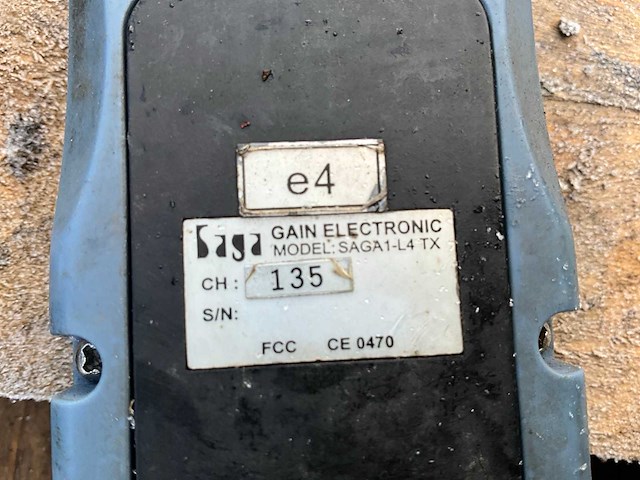 e4
Saga GAIN ELECTRONIC
MODEL: SAGA1-L4 TX
CH : 135
S/N:
FCC CE 0470